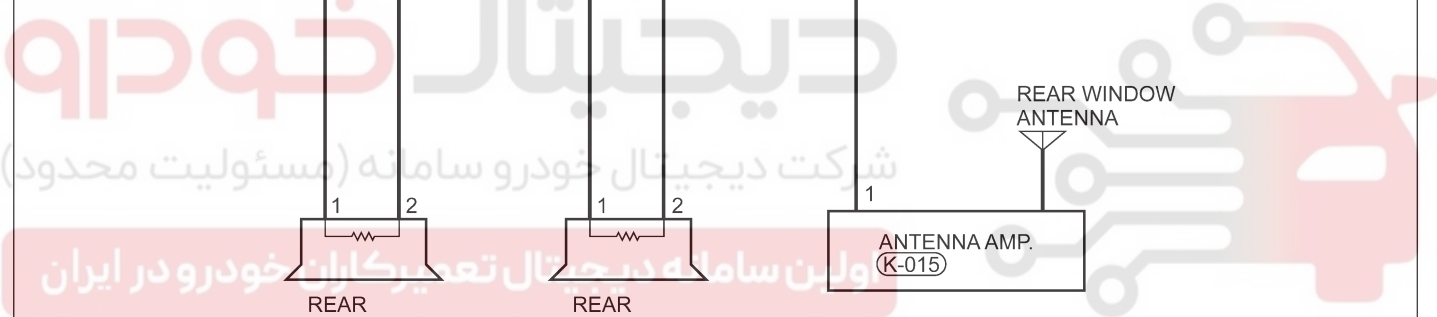 دیجیتال خودرو
شرکت دیجیتال خودرو سامانه (مسئولیت محدود)
اولین سامانه دیجیتال تعمیرکاران خودرو در ایران
REAR WINDOW
ANTENNA
1
1 2
1 2
ANTENNA AMP.
K-015
REAR
REAR